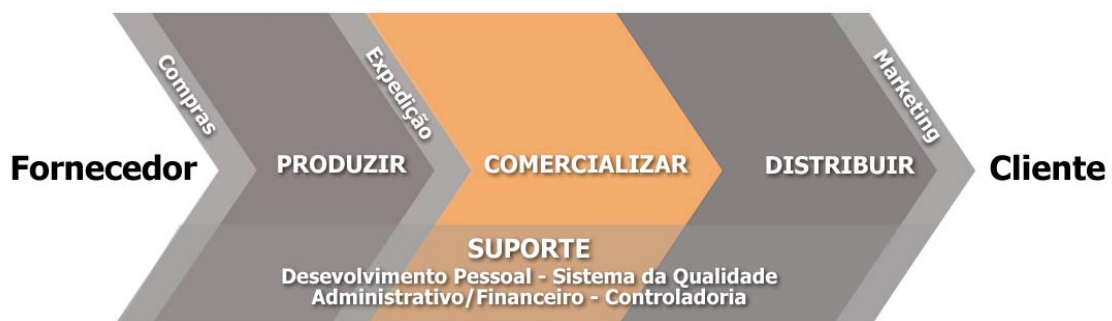 Fornecedor
Compras
PRODUZIR
Expedição
COMERCIALIZAR
DISTRIBUIR
Marketing
Cliente
SUPORTE
Desevolvimento Pessoal - Sistema da Qualidade
Administrativo/Financeiro - Controladoria